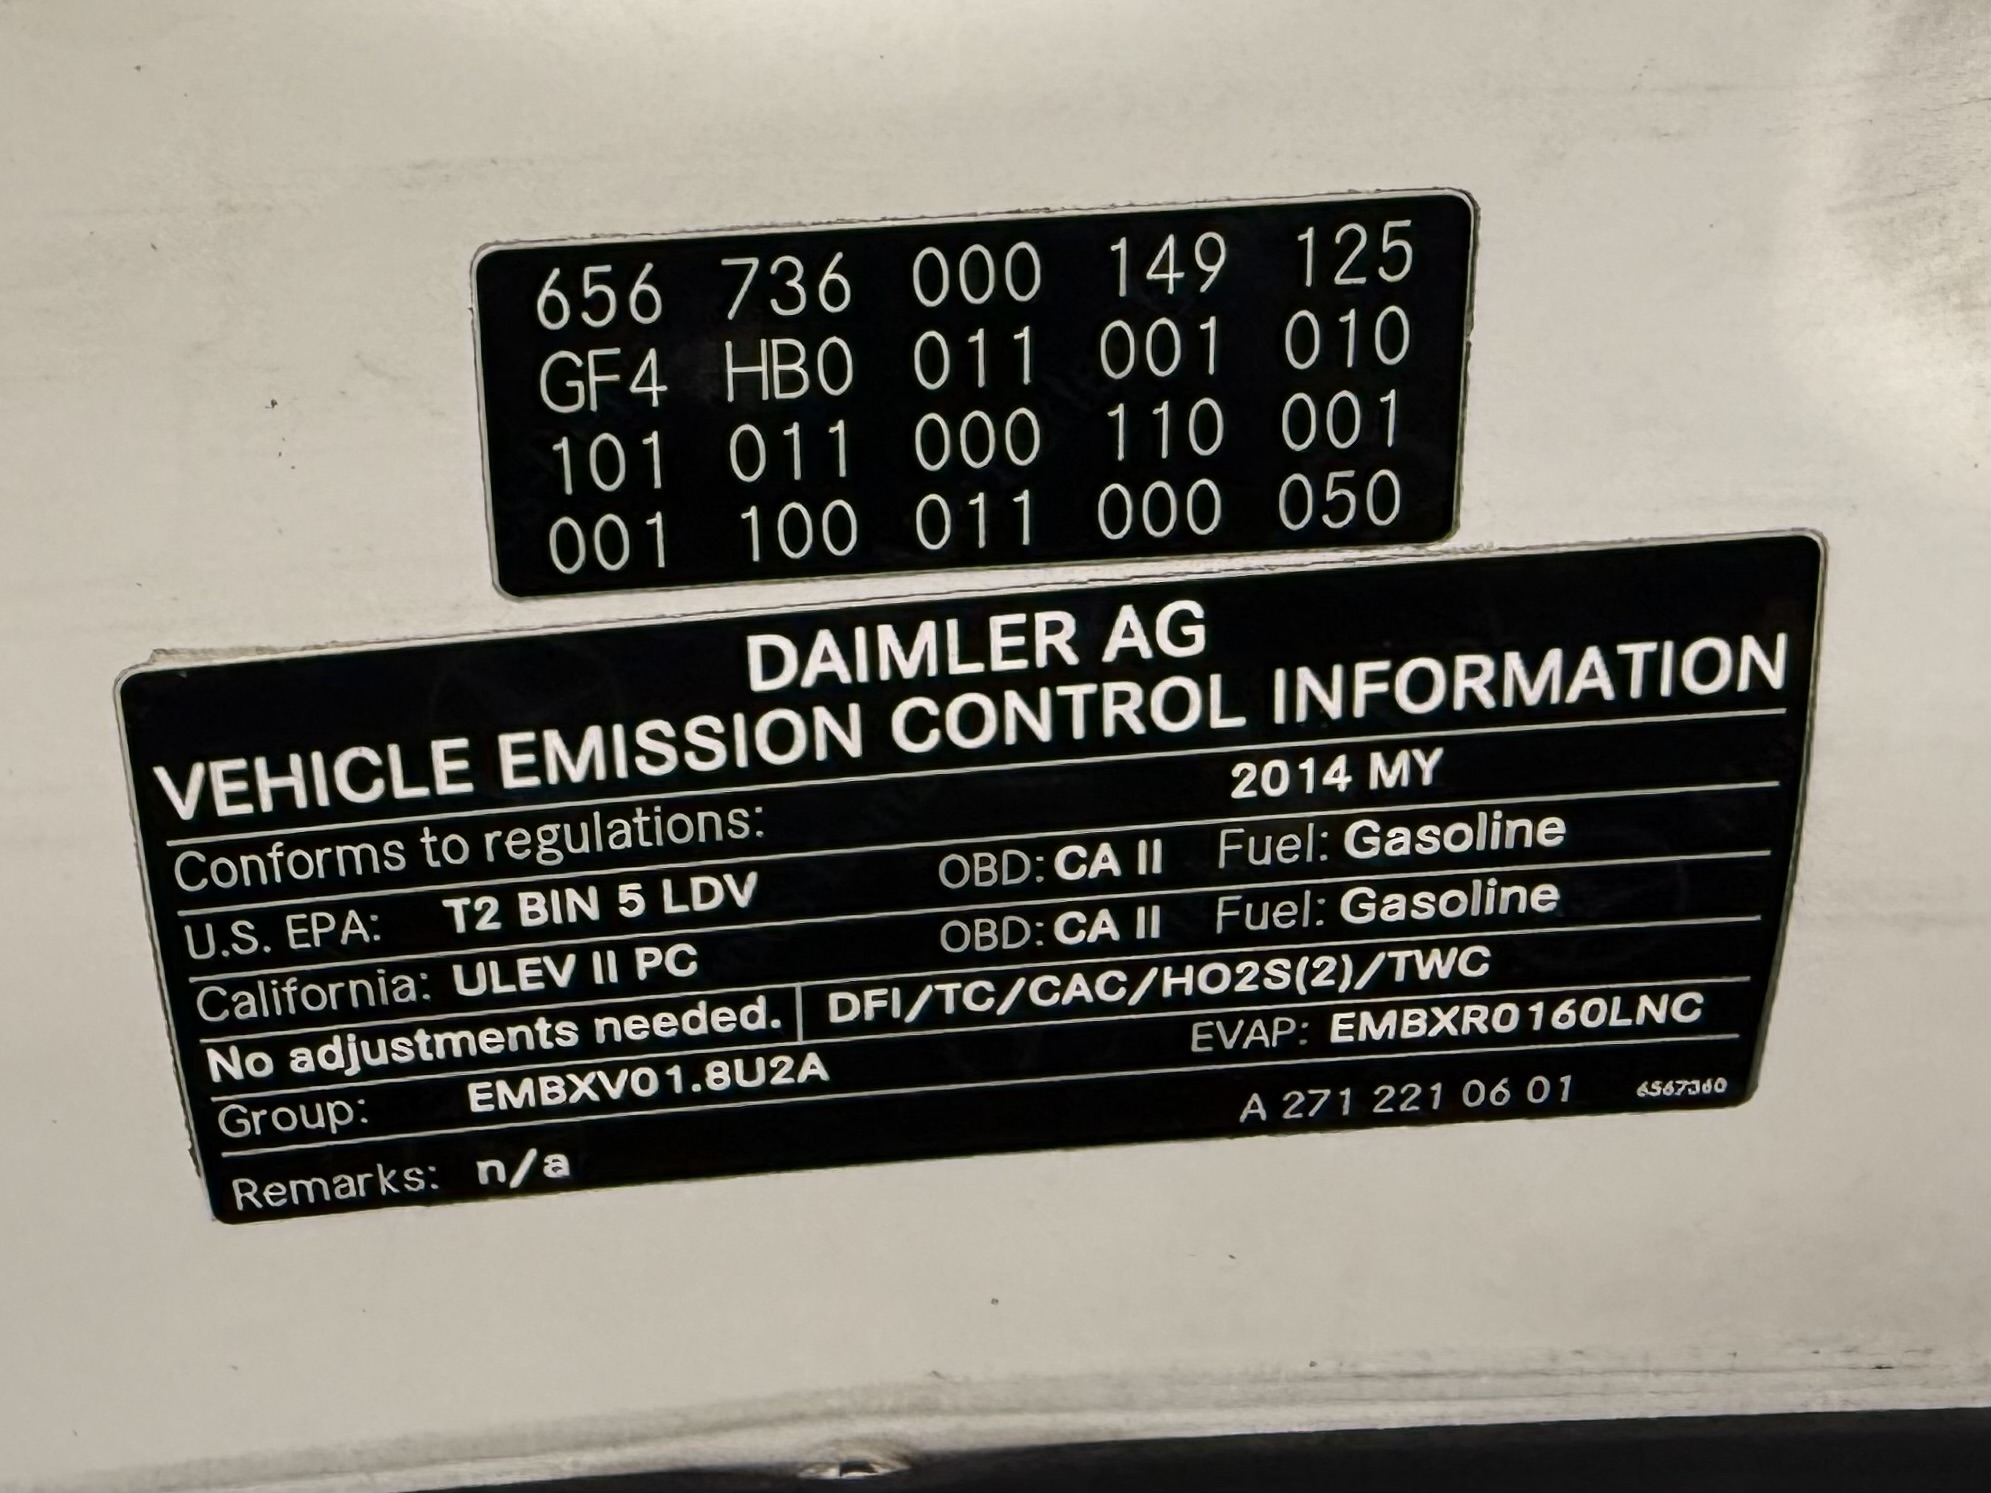 656 736 000 149 125
GF4 HB0 011 001 010
101 011 000 110 001
001 100 011 000 050
DAIMLER AG
VEHICLE EMISSION CONTROL INFORMATION
Conforms to regulations: 2014 MY
U.S. EPA: T2 BIN 5 LDV OBD: CA II Fuel: Gasoline
California: ULEV II PC OBD: CA II Fuel: Gasoline
No adjustments needed. DFI/TC/CAC/HO2S(2)/TWC
Group: EMBXV01.8U2A EVAP: EMBXR0160LNC
Remarks: n/a A 271 221 06 01 6567360